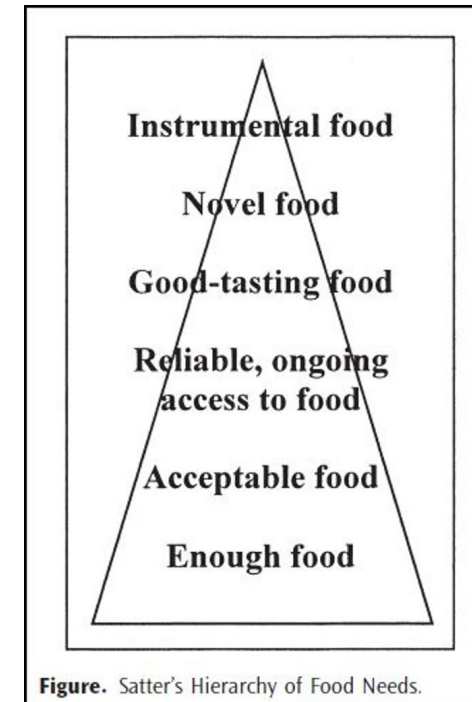 Instrumental food
Novel food
Good-tasting food
Reliable, ongoing
access to food
Acceptable food
Enough food
Figure. Satter's Hierarchy of Food Needs.